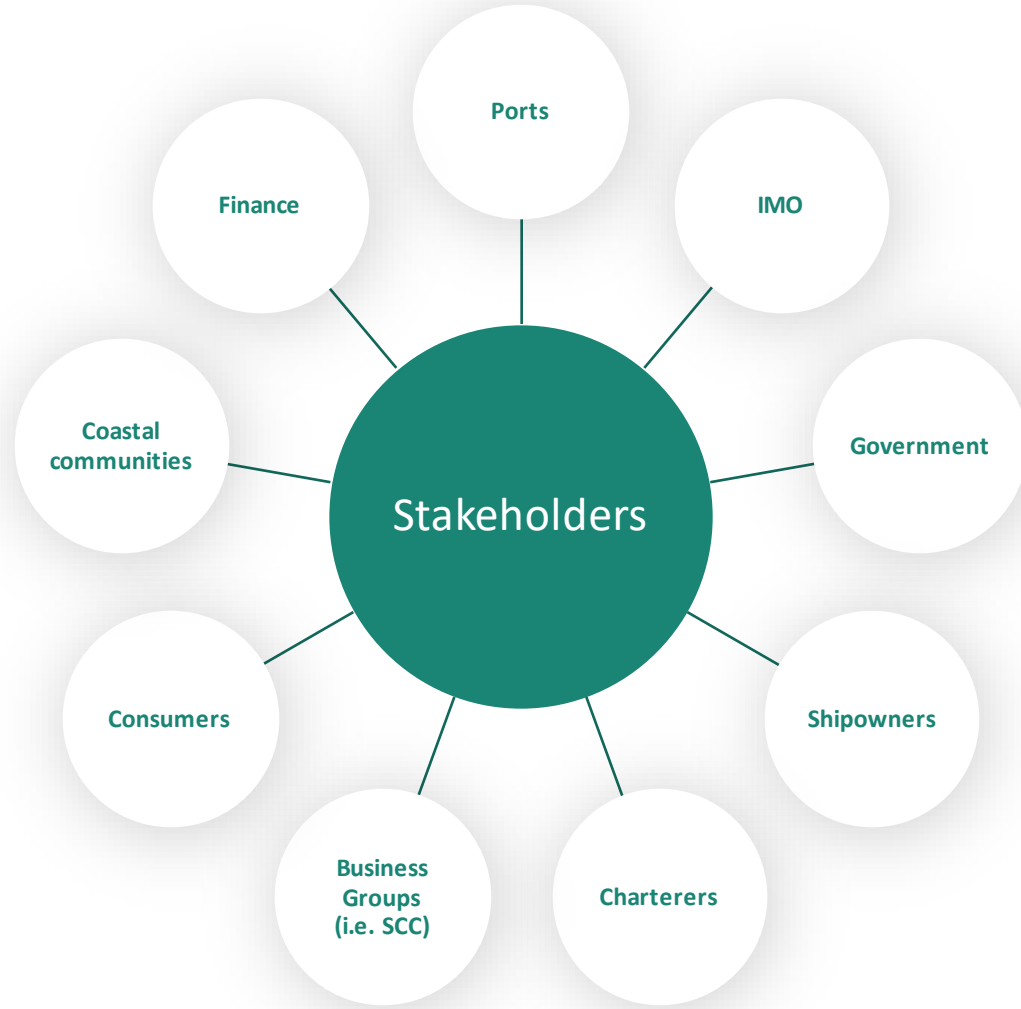 Ports
IMO
Finance
Coastal
communities
Government
Stakeholders
Consumers
Shipowners
Business
Groups
(i.e. SCC)
Charterers